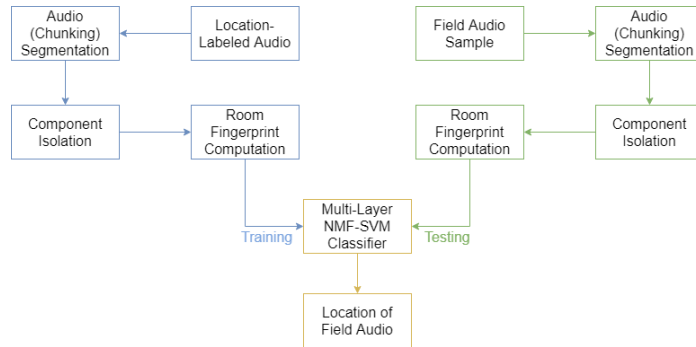 Audio
(Chunking)
Segmentation
Location-
Labeled Audio
Field Audio
Sample
Audio
(Chunking)
Segmentation
Component
Isolation
Room
Fingerprint
Computation
Room
Fingerprint
Computation
Component
Isolation
Training
Multi-Layer
NMF-SVM
Classifier
Testing
Location of
Field Audio